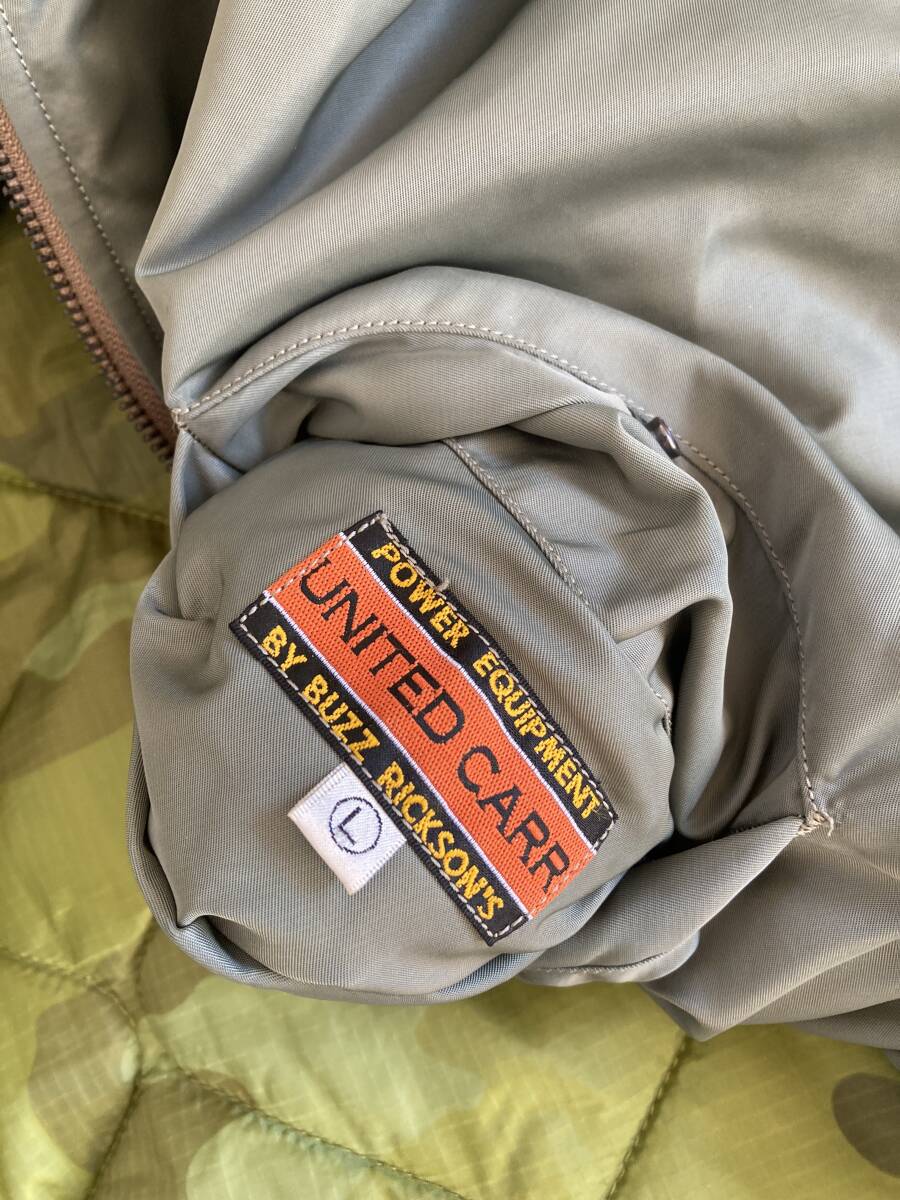 POWER EQUIPMENT
UNITED CARR
BY BUZZ RICKSON'S
L